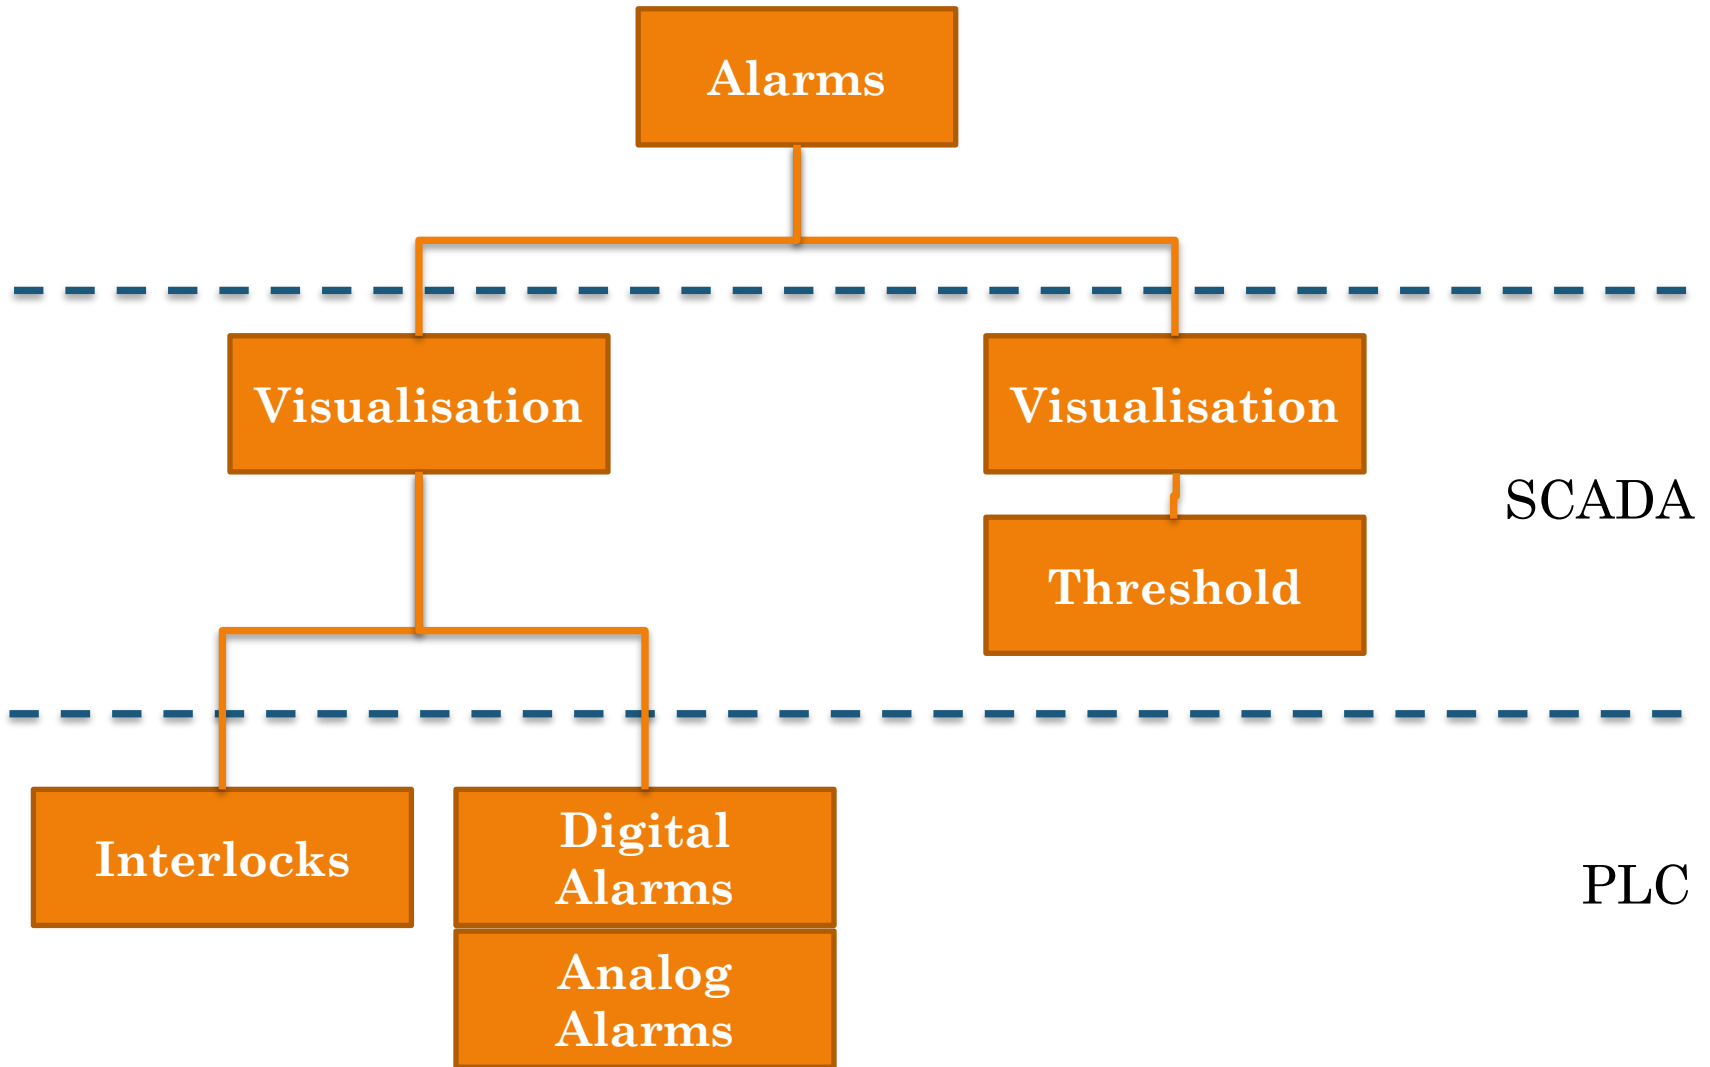 Alarms
Visualisation
Visualisation
SCADA
Threshold
Interlocks
Digital
Alarms
PLC
Analog
Alarms